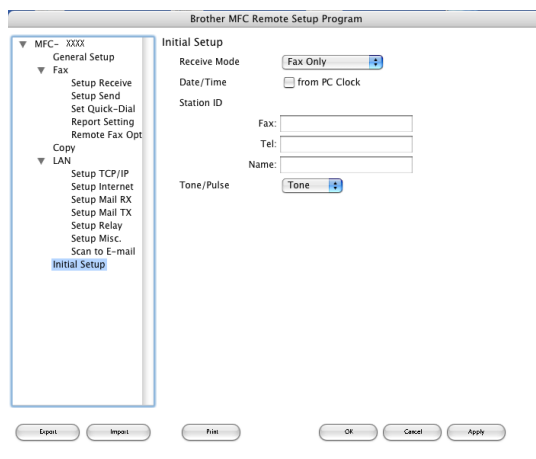 Brother MFC Remote Setup Program
MFC- XXXX
General Setup
Fax
Setup Receive
Setup Send
Set Quick-Dial
Report Setting
Remote Fax Opt
Copy
LAN
Setup TCP/IP
Setup Internet
Setup Mail RX
Setup Mail TX
Setup Relay
Setup Misc.
Scan to E-mail
Initial Setup
Initial Setup
Receive Mode Fax Only
Date/Time from PC Clock
Station ID
Fax:
Tel:
Name:
Tone/Pulse Tone
Export Import Print OK Cancel Apply